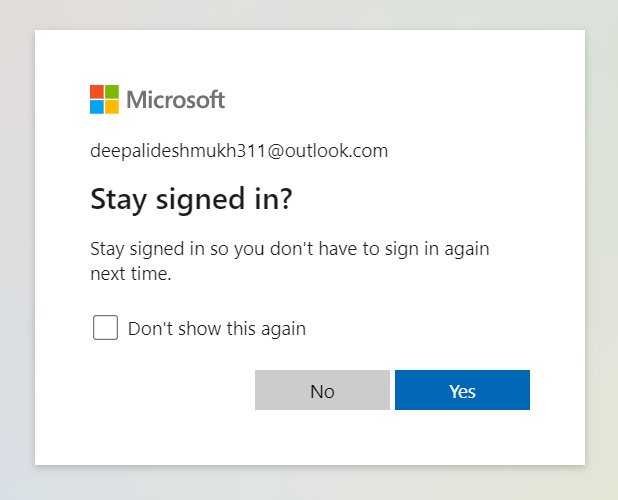 Microsoft
deepalideshmukh311@outlook.com
Stay signed in?
Stay signed in so you don't have to sign in again
next time.
Don't show this again
No
Yes